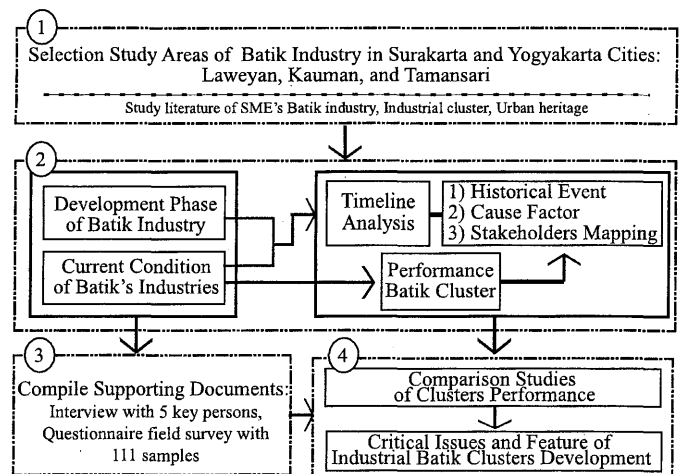 1
Selection Study Areas of Batik Industry in Surakarta and Yogyakarta Cities:
Laweyan, Kauman, and Tamansari
Study literature of SME's Batik industry, Industrial cluster, Urban heritage
2
Development Phase
of Batik Industry
Current Condition
of Batik's Industries
Timeline
Analysis
1) Historical Event
2) Cause Factor
3) Stakeholders Mapping
Performance
Batik Cluster
3
Compile Supporting Documents:
Interview with 5 key persons,
Questionnaire field survey with
111 samples
4
Comparison Studies
of Clusters Performance
Critical Issues and Feature of
Industrial Batik Clusters Development